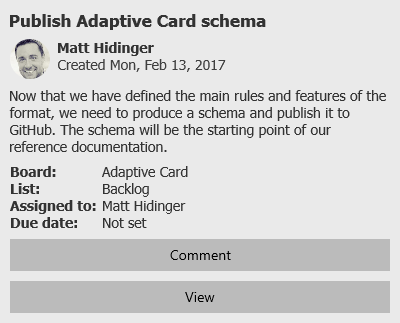 Publish Adaptive Card schema
Matt Hidinger
Created Mon, Feb 13, 2017
Now that we have defined the main rules and features of the
format, we need to produce a schema and publish it to
GitHub. The schema will be the starting point of our
reference documentation.
Board: Adaptive Card
List: Backlog
Assigned to: Matt Hidinger
Due date: Not set
Comment
View